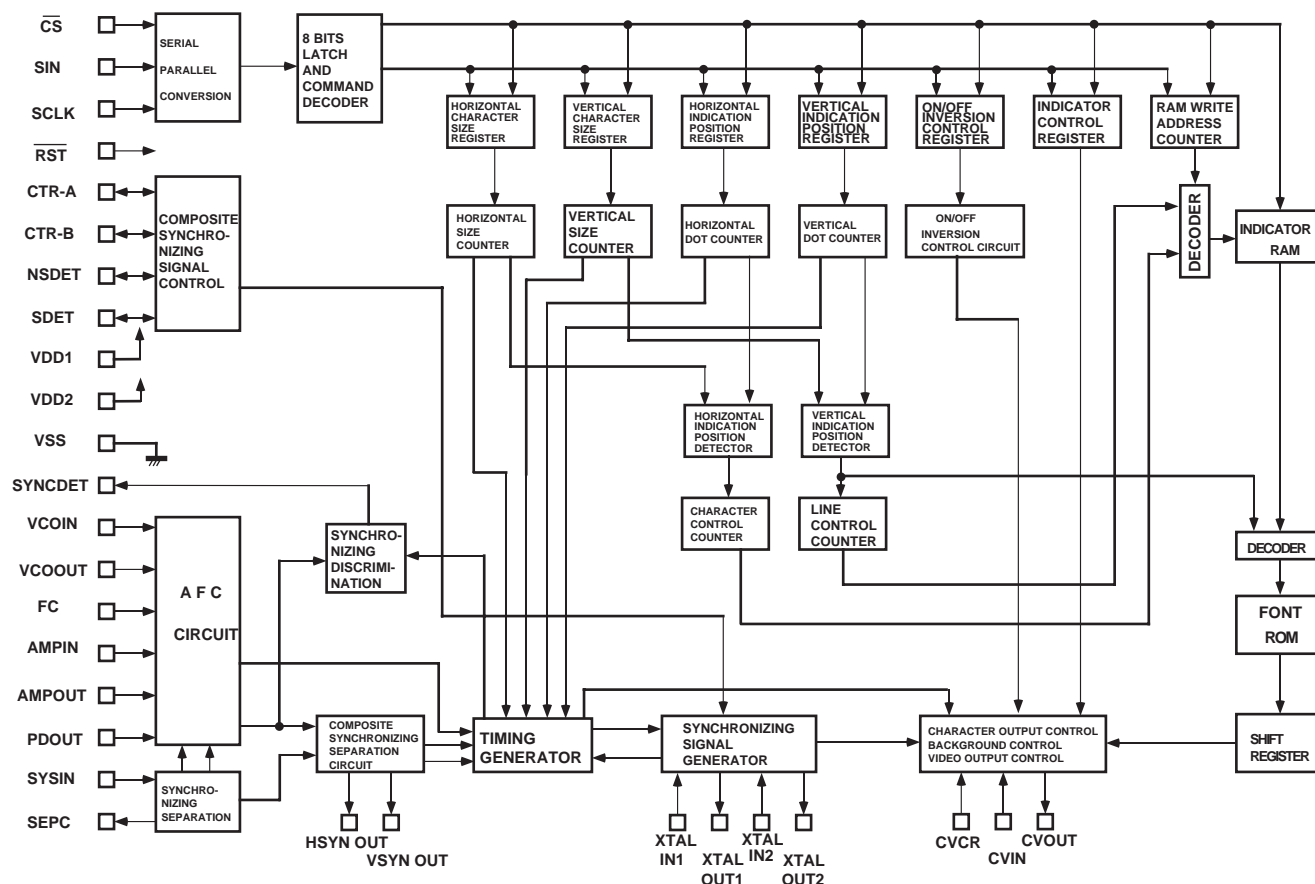 CS
SIN
SCLK
RST
CTR-A
CTR-B
NSDET
SDET
VDD1
VDD2
VSS
SYNCDET
VCOIN
VCOOUT
FC
AMPIN
AMPOUT
PDOUT
SYSIN
SEPC
SERIAL
PARALLEL
CONVERSION
8 BITS
LATCH
AND
COMMAND
DECODER
HORIZONTAL
CHARACTER
SIZE
REGISTER
VERTICAL
CHARACTER
SIZE
REGISTER
HORIZONTAL
INDICATION
POSITION
REGISTER
VERTICAL
INDICATION
POSITION
REGISTER
ON/OFF
INVERSION
CONTROL
REGISTER
INDICATOR
CONTROL
REGISTER
RAM WRITE
ADDRESS
COUNTER
COMPOSITE
SYNCHRO-
NIZING
SIGNAL
CONTROL
HORIZONTAL
SIZE
COUNTER
VERTICAL
SIZE
COUNTER
HORIZONTAL
DOT COUNTER
VERTICAL
DOT COUNTER
ON/OFF
INVERSION
CONTROL CIRCUIT
DECODER
INDICATOR
RAM
HORIZONTAL
INDICATION
POSITION
DETECTOR
VERTICAL
INDICATION
POSITION
DETECTOR
SYNCHRO-
NIZING
DISCRIMI-
NATION
CHARACTER
CONTROL
COUNTER
LINE
CONTROL
COUNTER
DECODER
A F C
CIRCUIT
FONT
ROM
COMPOSITE
SYNCHRONIZING
SEPARATION
CIRCUIT
TIMING
GENERATOR
SYNCHRONIZING
SIGNAL
GENERATOR
CHARACTER OUTPUT CONTROL
BACKGROUND CONTROL
VIDEO OUTPUT CONTROL
SHIFT
REGISTER
SYNCHRO-
NIZING
SEPARATION
HSYN OUT
VSYN OUT
XTAL
IN1
XTAL
OUT1
XTAL
IN2
XTAL
OUT2
CVCR
CVIN
CVOUT